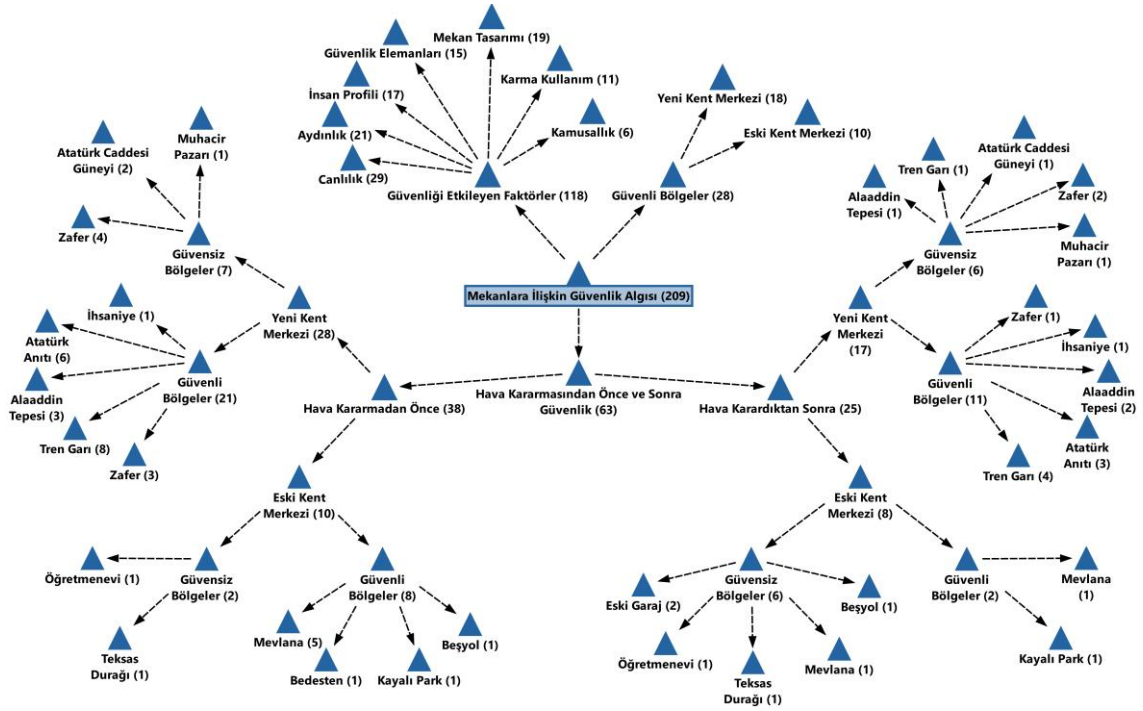 Mekan Tasarımı (19)
Güvenlik Elemanları (15)
Karma Kullanım (11)
İnsan Profili (17)
Yeni Kent Merkezi (18)
Aydınlık (21)
Kamusallık (6)
Eski Kent Merkezi (10)
Canlılık (29)
Güvenliği Etkileyen Faktörler (118)
Güvenli Bölgeler (28)
Muhacir
Pazarı (1)
Atatürk Caddesi
Güneyi (2)
Zafer (4)
Güvensiz
Bölgeler (7)
Atatürk Caddesi
Güneyi (1)
Tren Garı (1)
Alaaddin
Tepesi (1)
Zafer
(2)
Güvensiz
Bölgeler (6)
Muhacir
Pazarı (1)
Mekanlara İlişkin Güvenlik Algısı (209)
İhsaniye (1)
Yeni Kent
Merkezi (28)
Atatürk
Anıtı (6)
Alaaddin
Tepesi (3)
Güvenli
Bölgeler (21)
Tren Garı (8)
Zafer (3)
Yeni Kent
Merkezi
(17)
Zafer (1)
İhsaniye (1)
Güvenli
Bölgeler (11)
Alaaddin
Tepesi (2)
Atatürk
Anıtı (3)
Tren Garı (4)
Hava Kararmadan Önce (38)
Hava Kararmasından Önce ve Sonra
Güvenlik (63)
Hava Karardıktan Sonra (25)
Eski Kent
Merkezi (10)
Eski Kent
Merkezi (8)
Öğretmenevi (1)
Güvensiz
Bölgeler (2)
Teksas
Durağı (1)
Güvenli
Bölgeler (8)
Mevlana (5)
Bedesten (1)
Kayalı Park (1)
Beşyol (1)
Güvensiz
Bölgeler (6)
Eski Garaj (2)
Öğretmenevi (1)
Teksas
Durağı (1)
Mevlana (1)
Beşyol (1)
Güvenli
Bölgeler (2)
Mevlana
(1)
Kayalı Park (1)